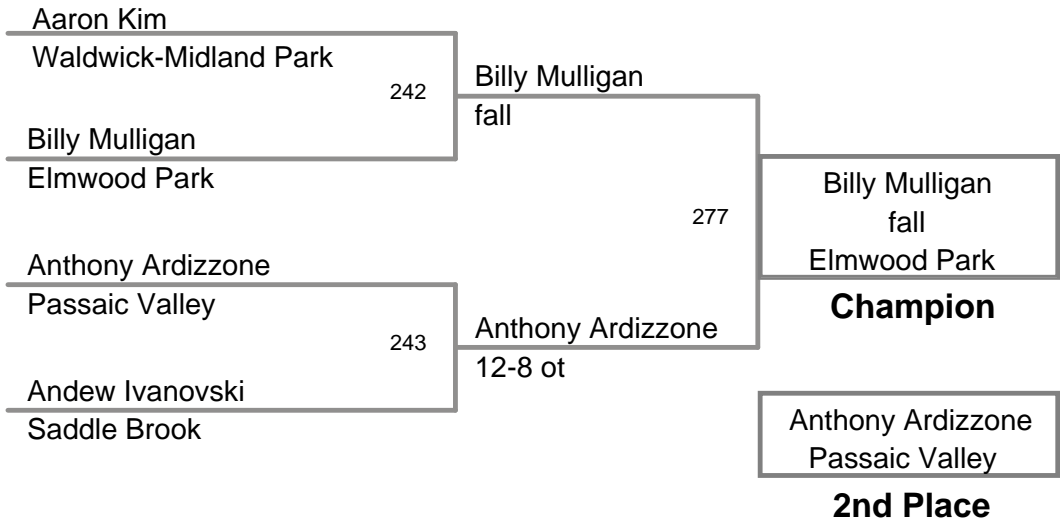 Aaron Kim
Waldwick-Midland Park
242
Billy Mulligan
Elmwood Park
Billy Mulligan
fall
Anthony Ardizzone
Passaic Valley
243
Andew Ivanovski
Saddle Brook
Anthony Ardizzone
12-8 ot
277
Billy Mulligan
fall
Elmwood Park
Champion
Anthony Ardizzone
Passaic Valley
2nd Place